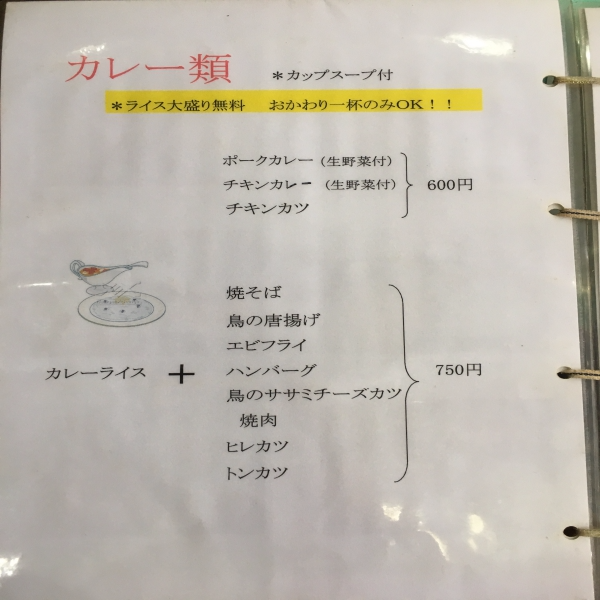 カレー類 ＊カップスープ付
＊ライス大盛り無料 おかわり一杯のみOK！！
ポークカレー（生野菜付）
チキンカレー（生野菜付） 600円
チキンカツ
焼そば
鳥の唐揚げ
エビフライ
カレーライス ＋ ハンバーグ 750円
鳥のササミチーズカツ
焼肉
ヒレカツ
トンカツ